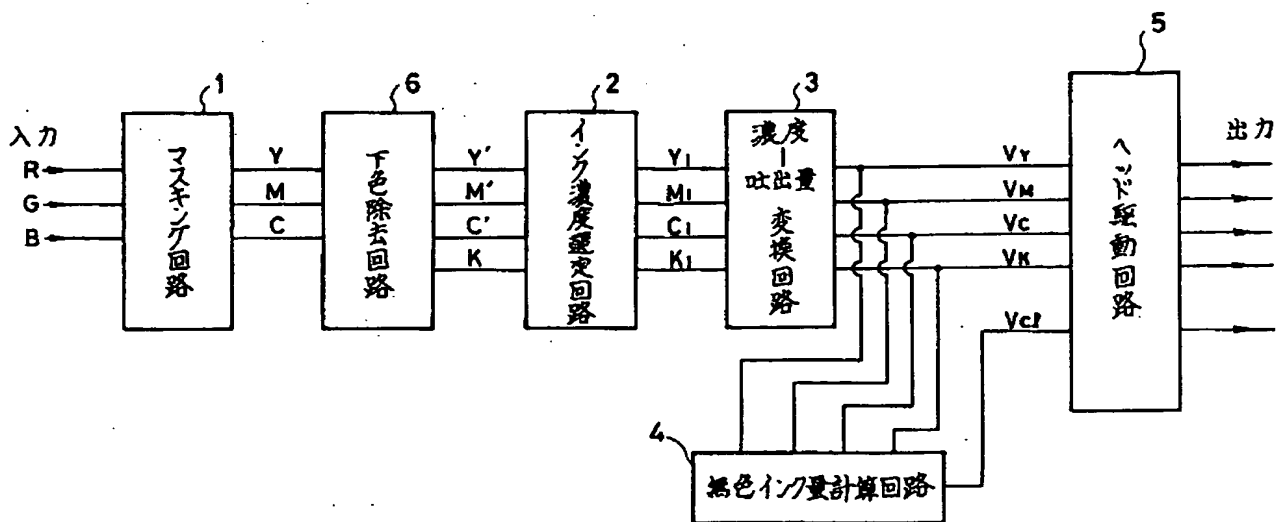 5
1
6
2
3
入力
R
G
B
マスキング回路
Y
M
C
下色除去回路
Y'
M'
C'
K
インク濃度選定回路
Y1
M1
C1
K1
濃度
|
吐出量
変換回路
VY
VM
VC
VK
Vcl
ヘッド駆動回路
出力
4
無色インク量計算回路